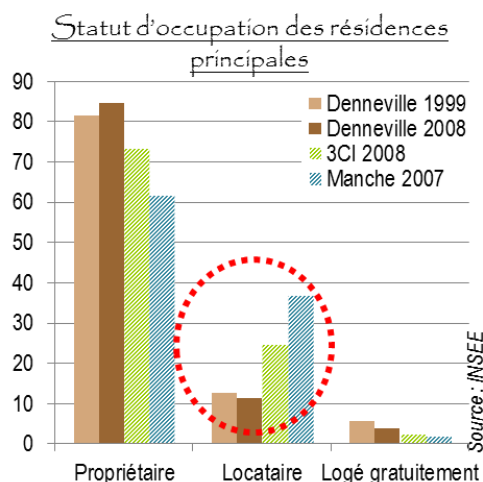 Statut d'occupation des résidences
principales
90
80
70
60
50
40
30
20
10
0
Denneville 1999
Denneville 2008
3CI 2008
Manche 2007
Propriétaire Locataire Logé gratuitement
Source : INSEE